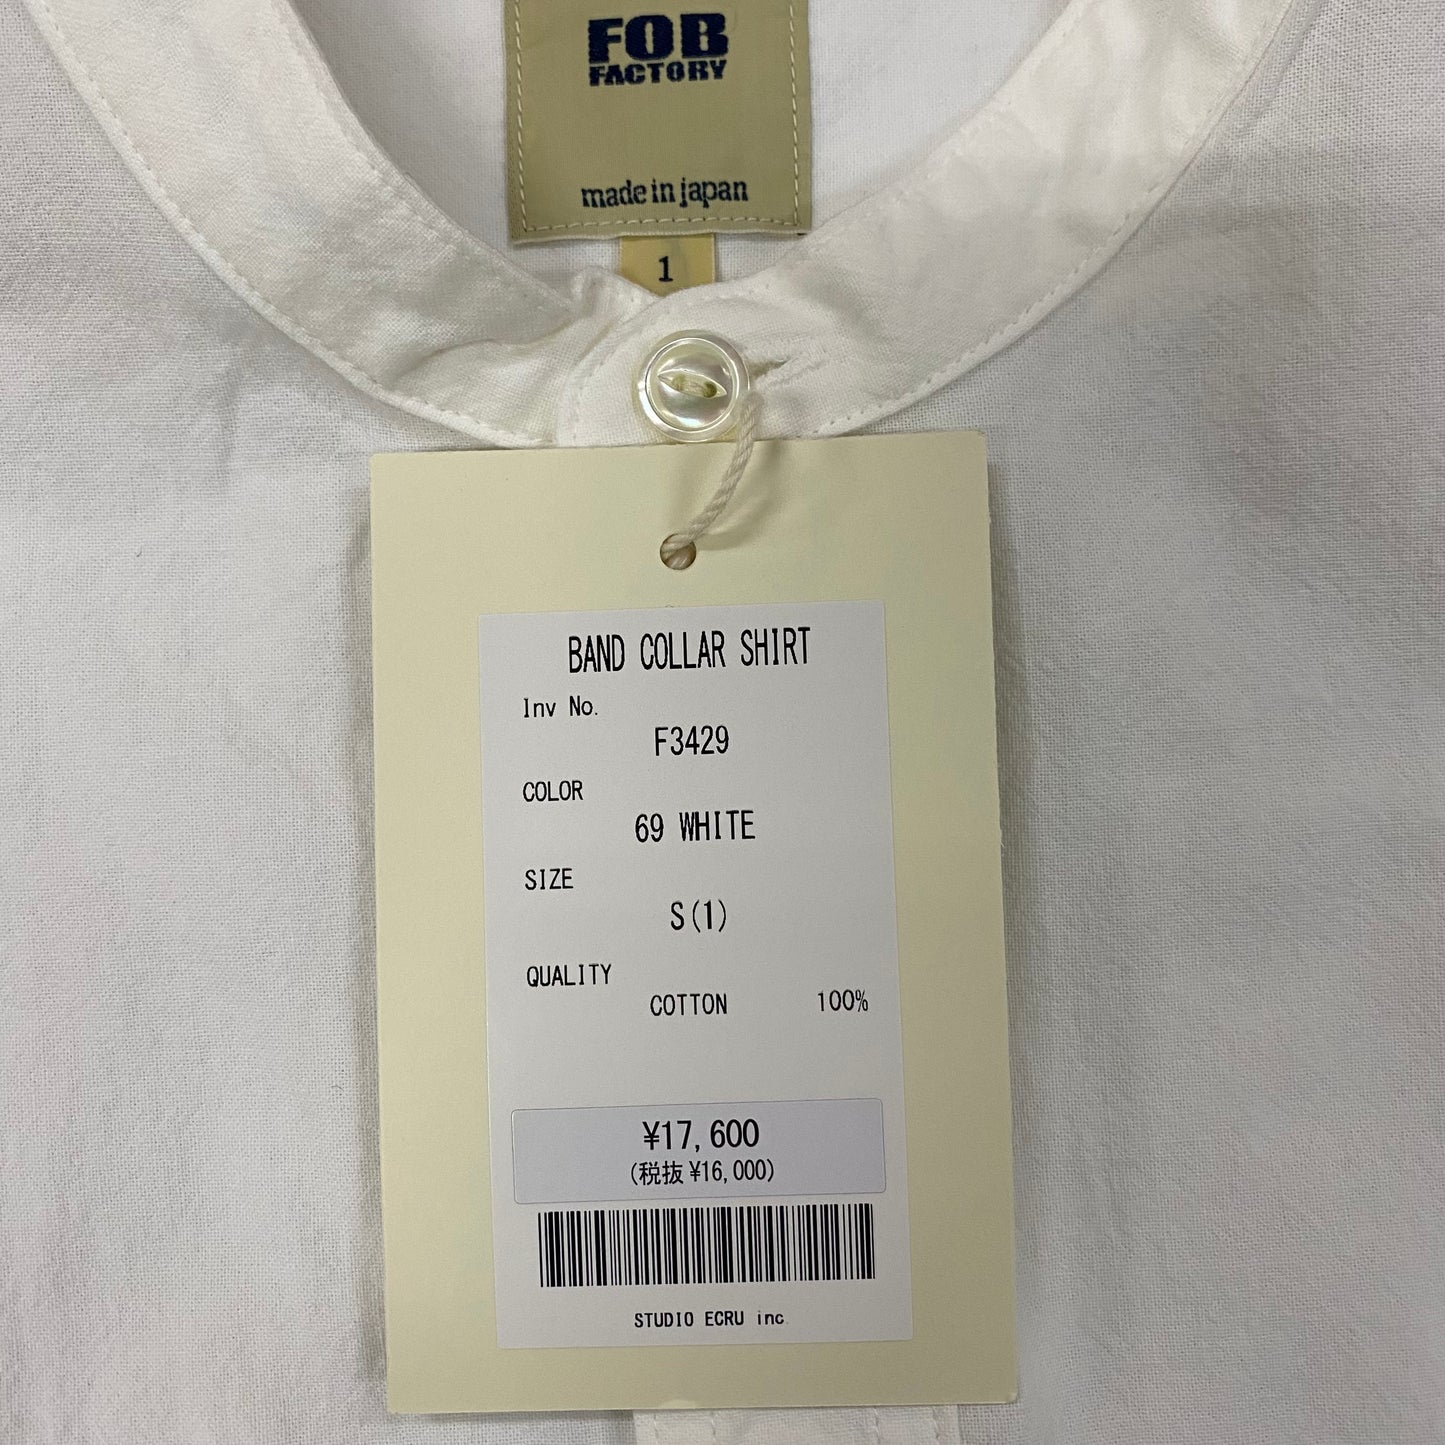 FOB
FACTORY
made in japan
1
BAND COLLAR SHIRT
Inv No.
F3429
COLOR
69 WHITE
SIZE
S(1)
QUALITY
COTTON 100%
¥17,600
(税抜 ¥16,000)
STUDIO ECRU inc.